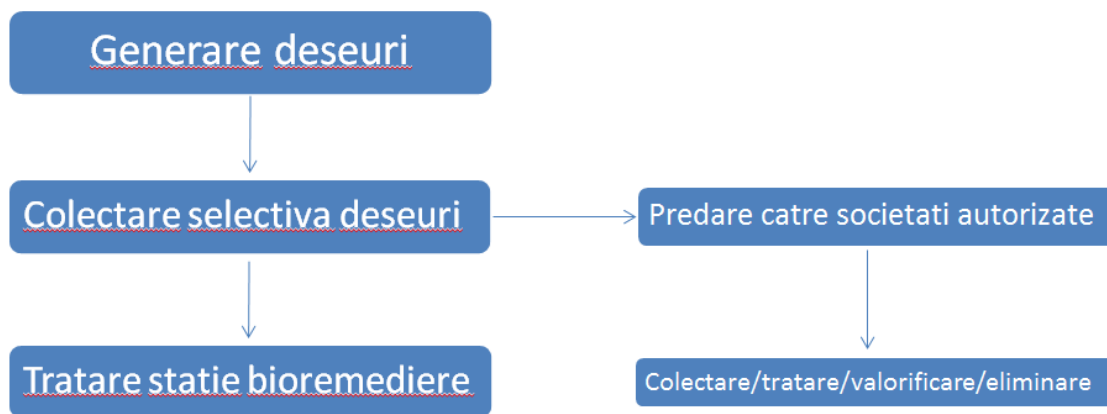 Generare deseuri
Colectare selectiva deseuri
Predare catre societati autorizate
Tratare statie bioremediere
Colectare/tratare/valorificare/eliminare